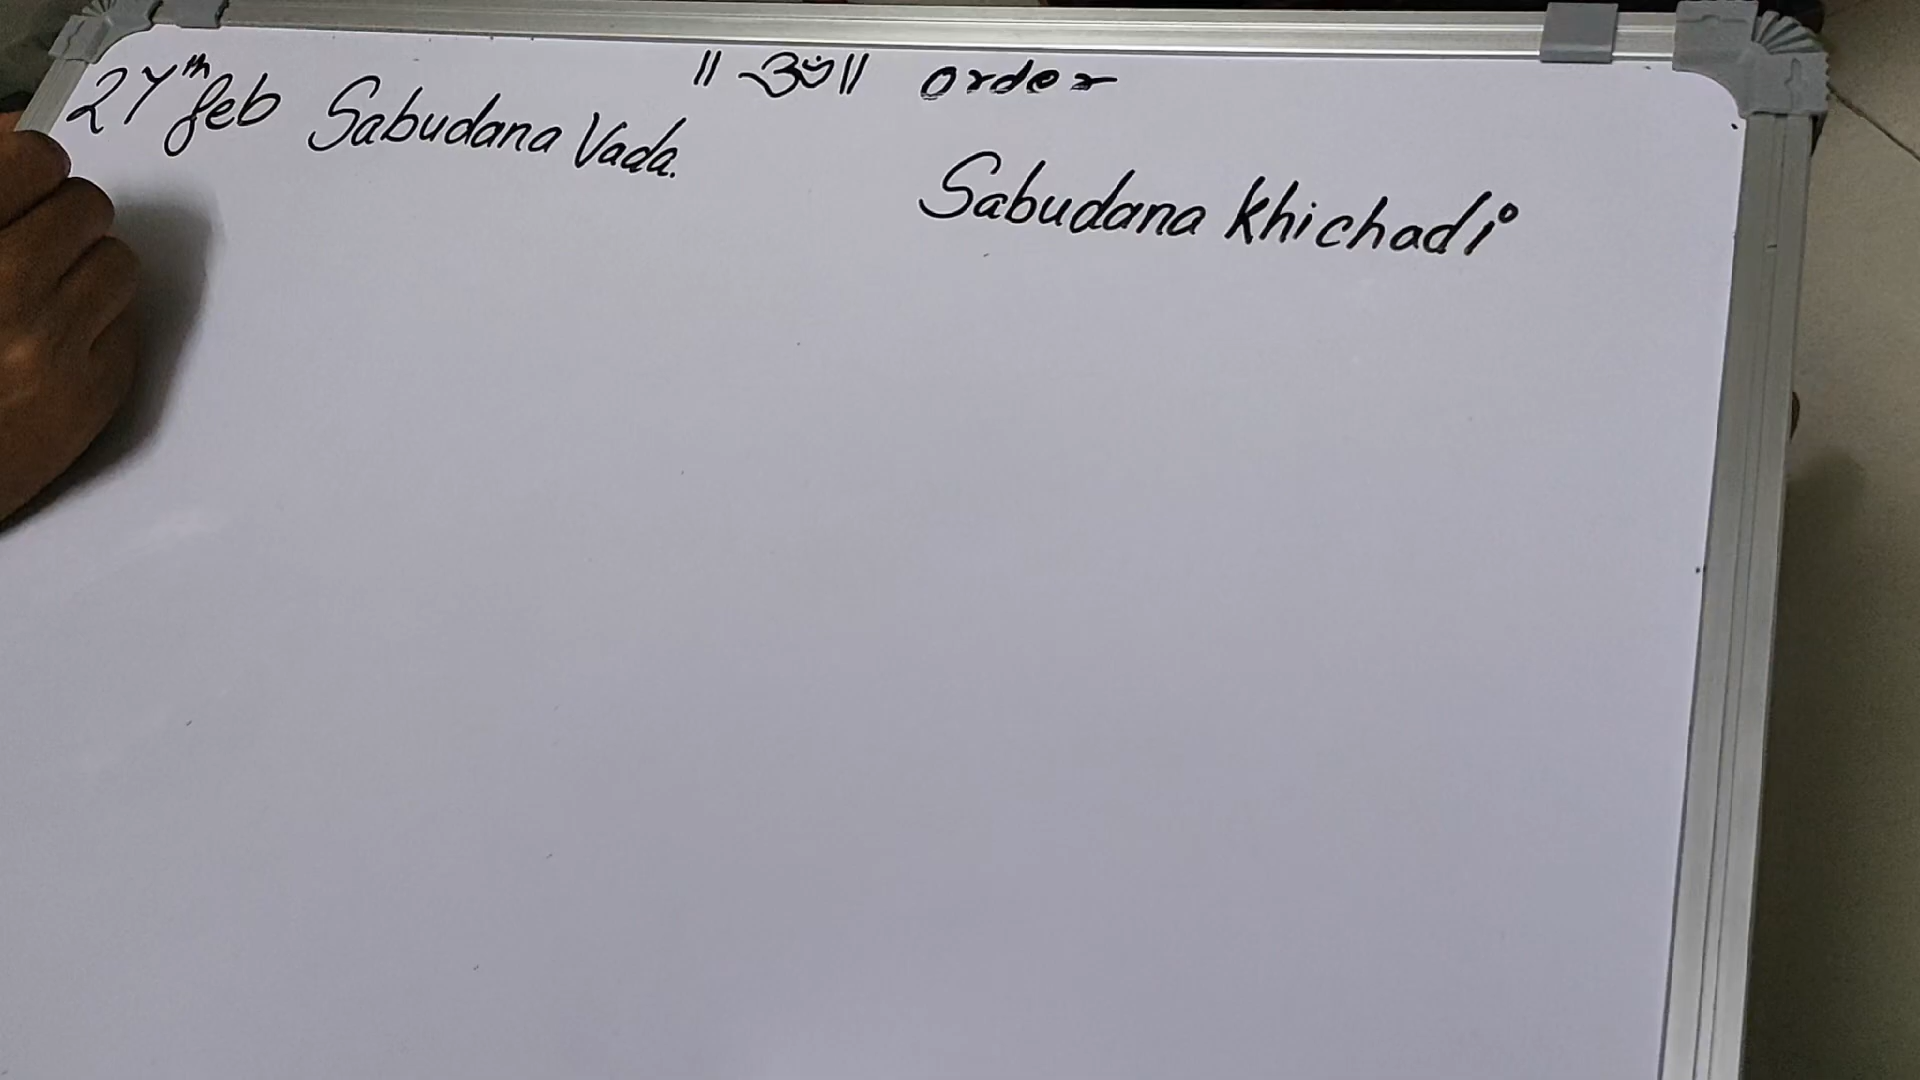 ॥ ॐ ॥ order
27th feb Sabudana Vada.
Sabudana Khichadi